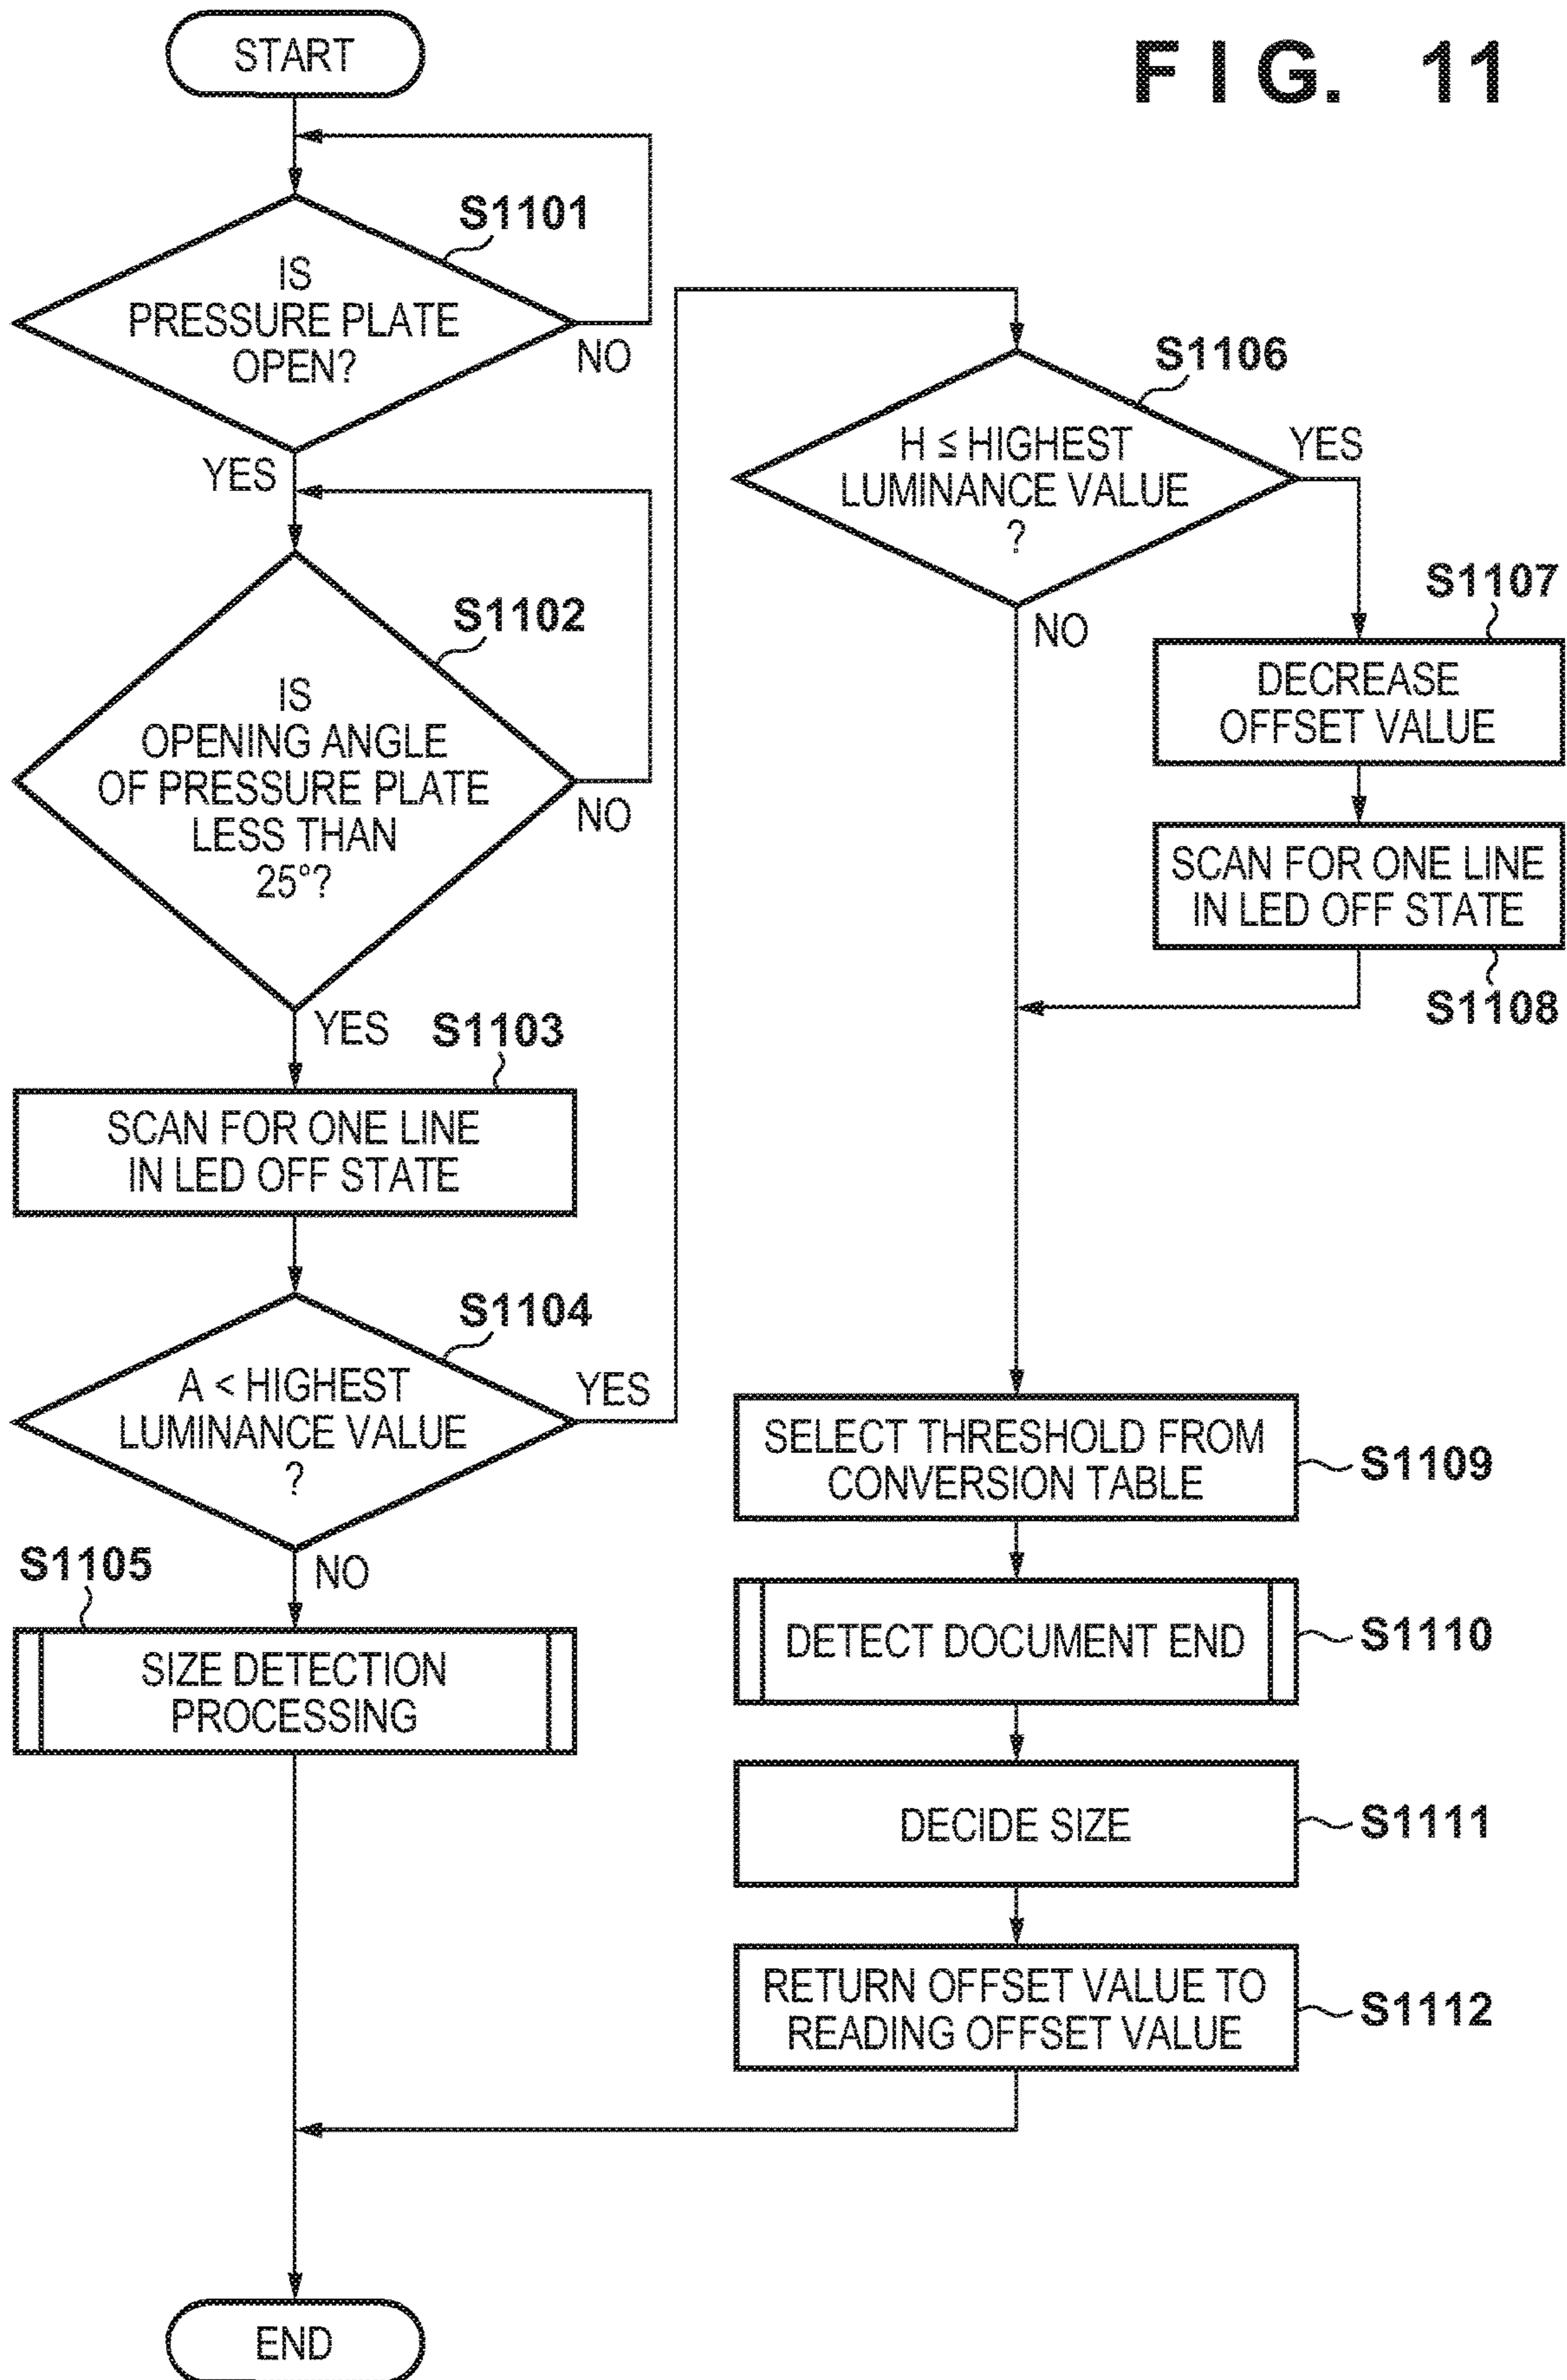 FIG. 11
START
S1101
IS
PRESSURE PLATE
OPEN?
NO
YES
S1102
IS
OPENING ANGLE
OF PRESSURE PLATE
LESS THAN
25°?
NO
YES
S1103
SCAN FOR ONE LINE
IN LED OFF STATE
S1104
A < HIGHEST
LUMINANCE VALUE
?
YES
NO
S1105
SIZE DETECTION
PROCESSING
S1106
H ≤ HIGHEST
LUMINANCE VALUE
?
YES
NO
S1107
DECREASE
OFFSET VALUE
SCAN FOR ONE LINE
IN LED OFF STATE
S1108
SELECT THRESHOLD FROM
CONVERSION TABLE
S1109
DETECT DOCUMENT END
S1110
DECIDE SIZE
S1111
RETURN OFFSET VALUE TO
READING OFFSET VALUE
S1112
END